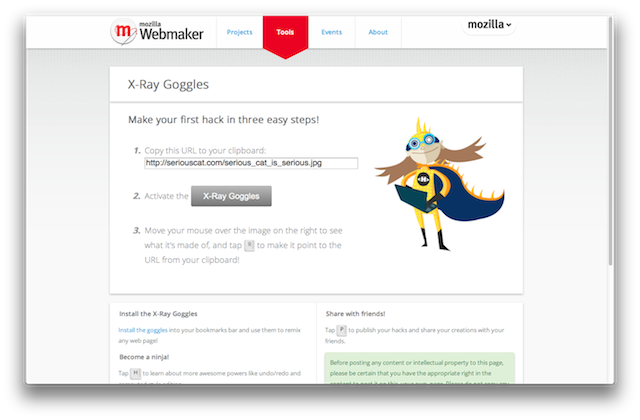 mozilla
Webmaker
Projects
Tools
Events
About
mozilla
X-Ray Goggles
Make your first hack in three easy steps!
1. Copy this URL to your clipboard:
http://seriouscat.com/serious_cat_is_serious.jpg
2. Activate the X-Ray Goggles
3. Move your mouse over the image on the right to see
what it's made of, and tap R to make it point to the
URL from your clipboard!
Install the X-Ray Goggles
Install the goggles into your bookmarks bar and use them to remix
any web page!
Become a ninja!
Tap H to learn about more awesome powers like undo/redo and
Share with friends!
Tap P to publish your hacks and share your creations with your
friends.
Before posting any content or intellectual property to this page,
please be certain that you have the appropriate right in the